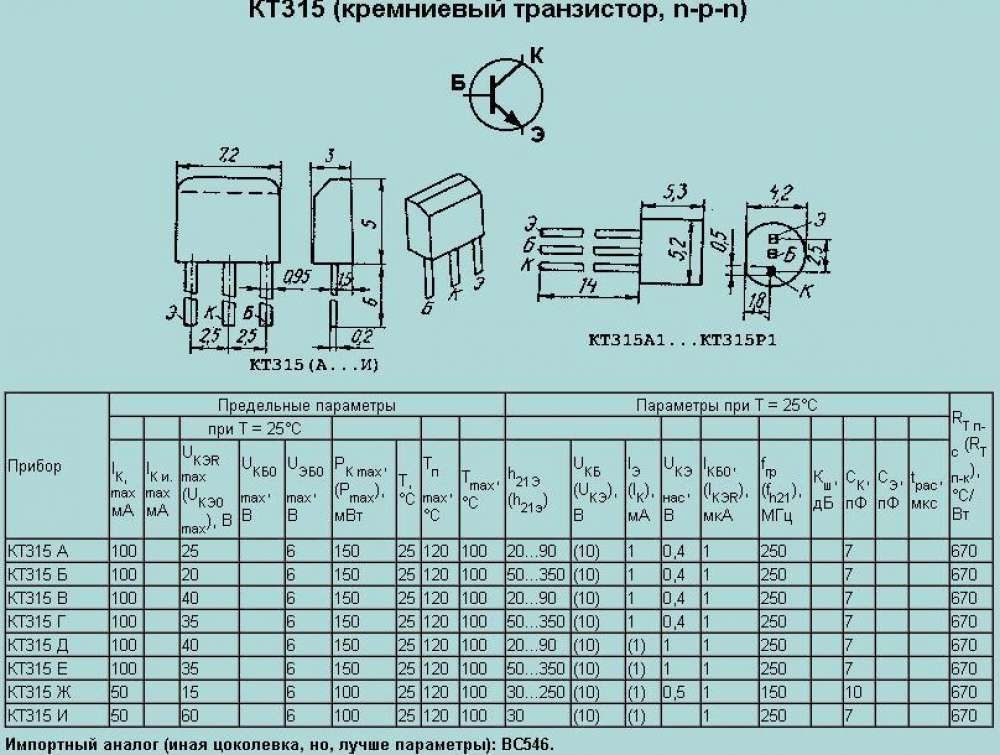 КТ315 (кремниевый транзистор, n-p-n)
К
Б
Э
7,2
3
5
0,95
1,5
6
Э К Б
2,5 2,5
0,2
Б К Э
КТ315(А...И)
5,3
4,2
Э
Б
К
5,2
14
0,5
Э
Б
2,5
1,8
К
КТ315А1...КТ315Р1
Прибор
Предельные параметры
Параметры при Т = 25°C
RТ п-с (RТ п-к), °C/Вт
при Т = 25°C
IК, max мА
IК и. max мА
UКЭR max (UКЭ0 max), В
UКБ0 max, В
UЭБ0 max, В
PК max, (Pmax), мВт
Т, °C
Тп max, °C
Тmax, °C
h21Э (h21э)
UКБ (UКЭ), В
IЭ (IК), мА
UКЭ нас, В
IКБ0, (IКЭR), мкА
fгр (fh21), МГц
Кш, дБ
СК, пФ
СЭ, пФ
tрас, мкс
КТ315 А 100 25 6 150 25 120 100 20...90 (10) 1 0,4 1 250 7 670
КТ315 Б 100 20 6 150 25 120 100 50...350 (10) 1 0,4 1 250 7 670
КТ315 В 100 40 6 150 25 120 100 20...90 (10) 1 0,4 1 250 7 670
КТ315 Г 100 35 6 150 25 120 100 50...350 (10) 1 0,4 1 250 7 670
КТ315 Д 100 40 6 150 25 120 100 20...90 (10) (1) 1 1 250 7 670
КТ315 Е 100 35 6 150 25 120 100 50...350 (10) (1) 1 1 250 7 670
КТ315 Ж 50 15 6 100 25 120 100 30...250 (10) (1) 0,5 1 150 10 670
КТ315 И 50 60 6 100 25 120 100 30 (10) (1) 1 250 7 670
Импортный аналог (иная цоколевка, но, лучше параметры): BC546.